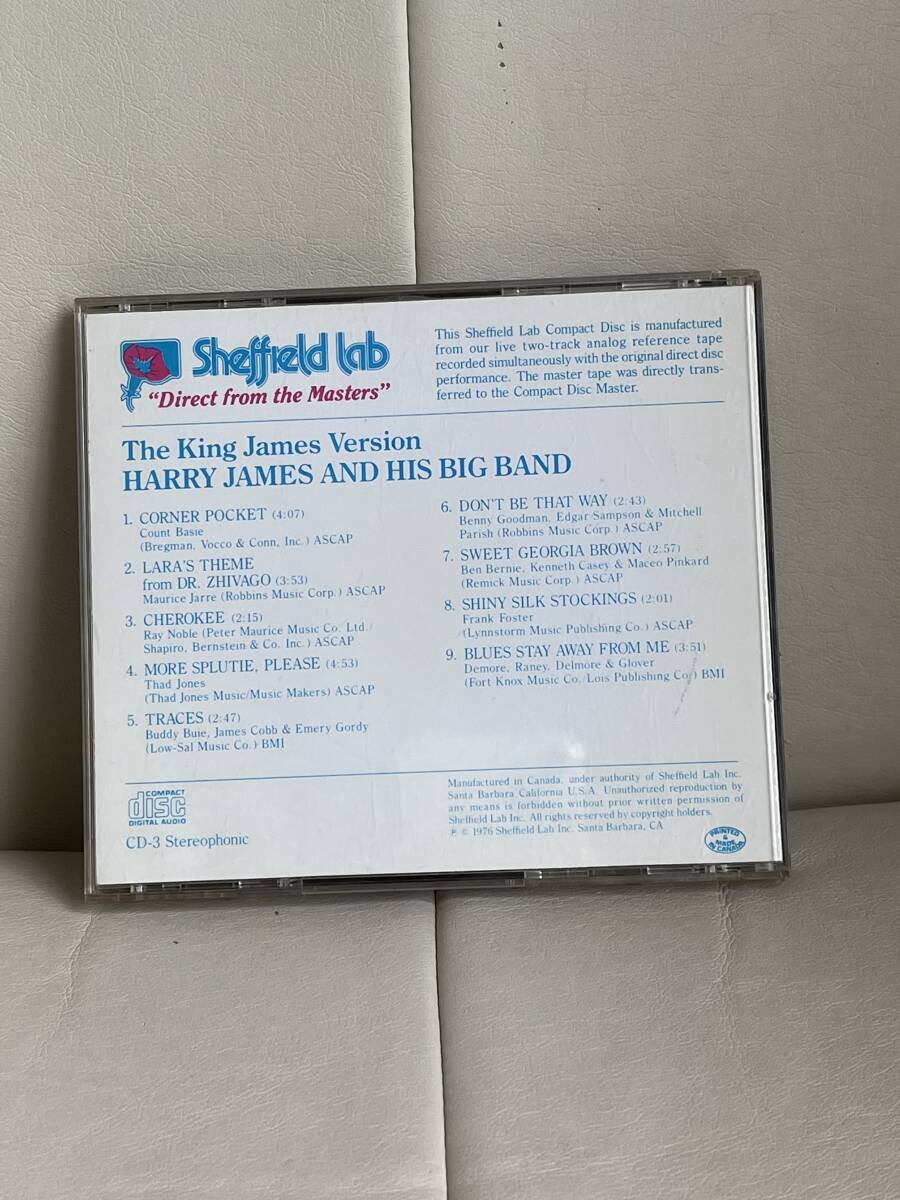 Sheffield Lab
"Direct from the Masters"
This Sheffield Lab Compact Disc is manufactured
from our live two-track analog reference tape
recorded simultaneously with the original direct disc
performance. The master tape was directly trans-
ferred to the Compact Disc Master.
The King James Version
HARRY JAMES AND HIS BIG BAND
1. CORNER POCKET (4:07)
Count Basie
(Bregman, Vocco & Conn, Inc.) ASCAP
2. LARA'S THEME
from DR. ZHIVAGO (3:53)
Maurice Jarre (Robbins Music Corp.) ASCAP
3. CHEROKEE (2:15)
Ray Noble (Peter Maurice Music Co. Ltd./
Shapiro, Bernstein & Co. Inc.) ASCAP
4. MORE SPLUTIE, PLEASE (4:53)
Thad Jones
(Thad Jones Music/Music Makers) ASCAP
5. TRACES (2:47)
Buddy Buie, James Cobb & Emery Gordy
(Low-Sal Music Co.) BMI
6. DON'T BE THAT WAY (2:43)
Benny Goodman, Edgar Sampson & Mitchell
Parish (Robbins Music Corp.) ASCAP
7. SWEET GEORGIA BROWN (2:57)
Ben Bernie, Kenneth Casey & Maceo Pinkard
(Remick Music Corp.) ASCAP
8. SHINY SILK STOCKINGS (2:01)
Frank Foster
(Lynnstorm Music Publishing Co.) ASCAP
9. BLUES STAY AWAY FROM ME (3:51)
Demore, Raney, Delmore & Glover
(Fort Knox Music Co./Lois Publishing Co.) BMI
COMPACT
disc
DIGITAL AUDIO
CD-3 Stereophonic
Manufactured in Canada, under authority of Sheffield Lab Inc.
Santa Barbara California U.S.A. Unauthorized reproduction by
any means is forbidden without prior written permission of
Sheffield Lab Inc. All rights reserved by copyright holders.
℗ © 1976 Sheffield Lab Inc. Santa Barbara, CA
PRINTED
&
MADE
IN CANADA